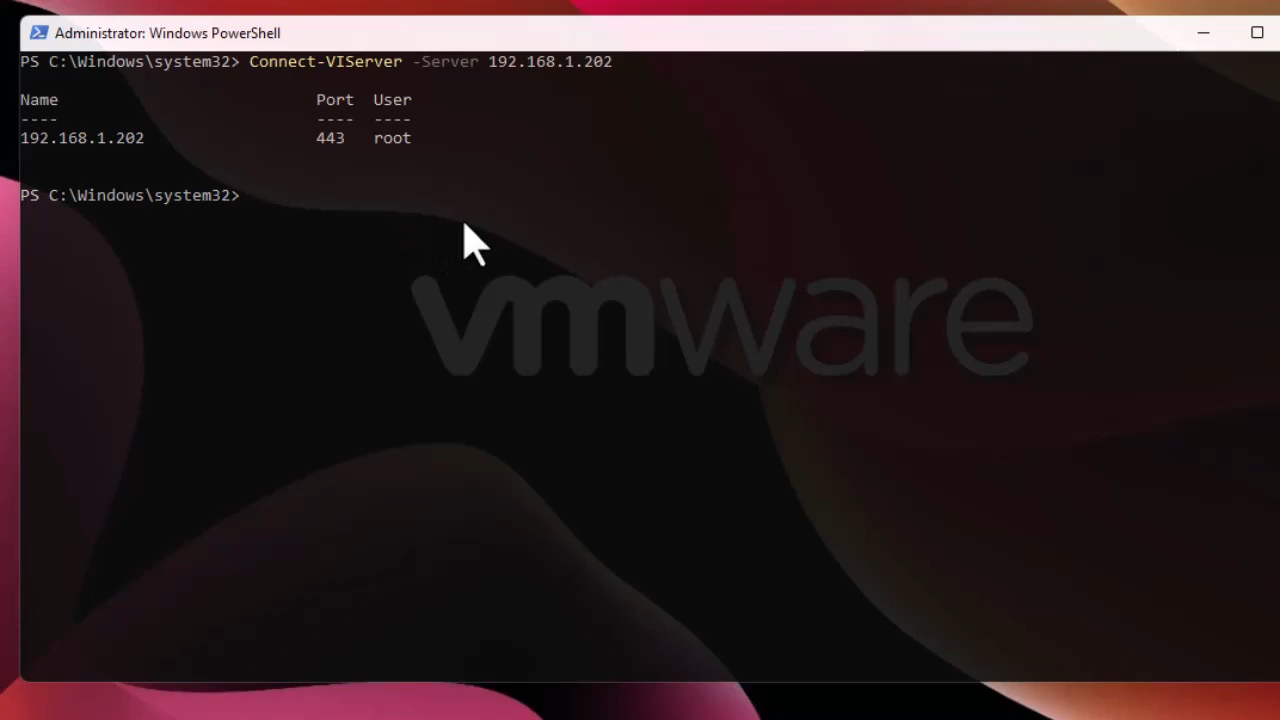 Administrator: Windows PowerShell
PS C:\Windows\system32> Connect-VIServer -Server 192.168.1.202
Name                           Port  User
----                           ----  ----
192.168.1.202                  443   root
PS C:\Windows\system32>
vmware